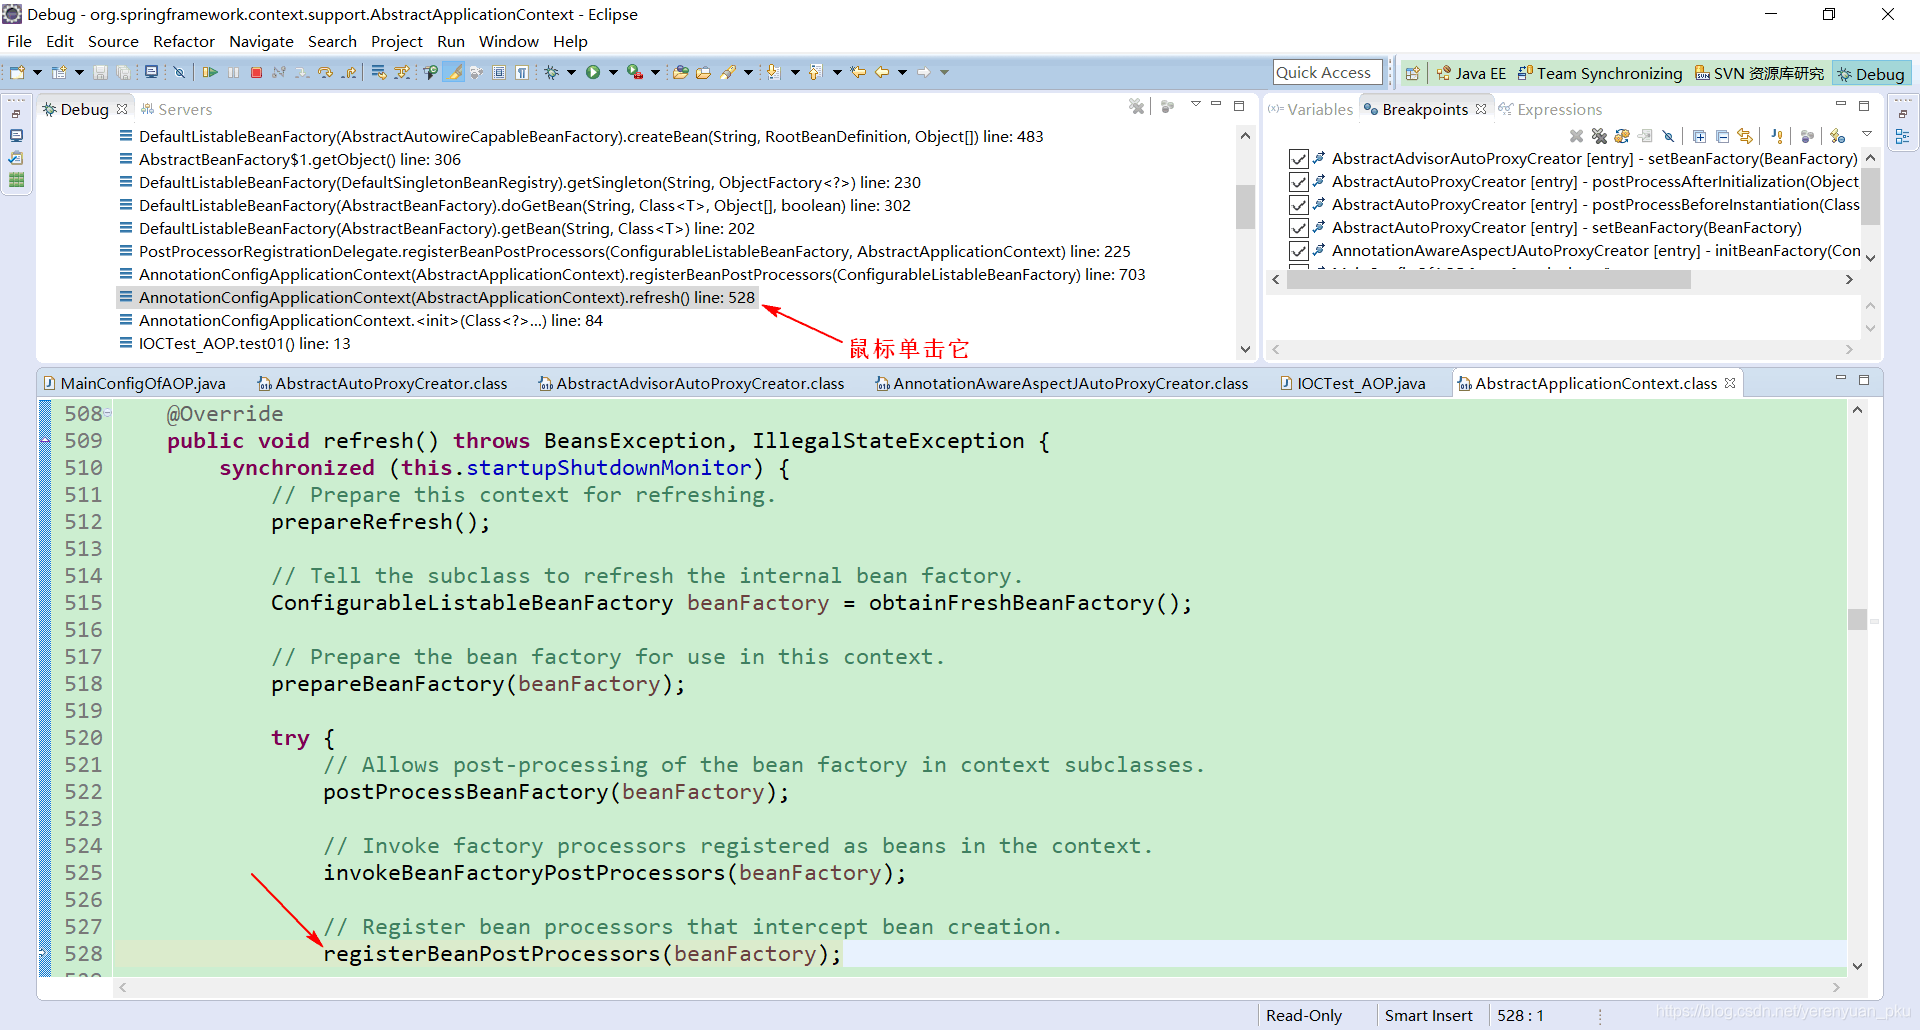 Debug - org.springframework.context.support.AbstractApplicationContext - Eclipse
File Edit Source Refactor Navigate Search Project Run Window Help
Quick Access
Java EE
Team Synchronizing
SVN 资源库研究
Debug
Debug
Servers
DefaultListableBeanFactory(AbstractAutowireCapableBeanFactory).createBean(String, RootBeanDefinition, Object[]) line: 483
AbstractBeanFactory$1.getObject() line: 306
DefaultListableBeanFactory(DefaultSingletonBeanRegistry).getSingleton(String, ObjectFactory<?>) line: 230
DefaultListableBeanFactory(AbstractBeanFactory).doGetBean(String, Class<T>, Object[], boolean) line: 302
DefaultListableBeanFactory(AbstractBeanFactory).getBean(String, Class<T>) line: 202
PostProcessorRegistrationDelegate.registerBeanPostProcessors(ConfigurableListableBeanFactory, AbstractApplicationContext) line: 225
AnnotationConfigApplicationContext(AbstractApplicationContext).registerBeanPostProcessors(ConfigurableListableBeanFactory) line: 703
AnnotationConfigApplicationContext(AbstractApplicationContext).refresh() line: 528
AnnotationConfigApplicationContext.<init>(Class<?>...) line: 84
IOCTest_AOP.test01() line: 13
鼠标单击它
(x)= Variables
Breakpoints
Expressions
AbstractAdvisorAutoProxyCreator [entry] - setBeanFactory(BeanFactory)
AbstractAutoProxyCreator [entry] - postProcessAfterInitialization(Object
AbstractAutoProxyCreator [entry] - postProcessBeforeInstantiation(Class
AbstractAutoProxyCreator [entry] - setBeanFactory(BeanFactory)
AnnotationAwareAspectJAutoProxyCreator [entry] - initBeanFactory(Con
MainConfigOfAOP.java
AbstractAutoProxyCreator.class
AbstractAdvisorAutoProxyCreator.class
AnnotationAwareAspectJAutoProxyCreator.class
IOCTest_AOP.java
AbstractApplicationContext.class
508 @Override
509 public void refresh() throws BeansException, IllegalStateException {
510 synchronized (this.startupShutdownMonitor) {
511 // Prepare this context for refreshing.
512 prepareRefresh();
513
514 // Tell the subclass to refresh the internal bean factory.
515 ConfigurableListableBeanFactory beanFactory = obtainFreshBeanFactory();
516
517 // Prepare the bean factory for use in this context.
518 prepareBeanFactory(beanFactory);
519
520 try {
521 // Allows post-processing of the bean factory in context subclasses.
522 postProcessBeanFactory(beanFactory);
523
524 // Invoke factory processors registered as beans in the context.
525 invokeBeanFactoryPostProcessors(beanFactory);
526
527 // Register bean processors that intercept bean creation.
528 registerBeanPostProcessors(beanFactory);
Read-Only
Smart Insert
528 : 1
https://blog.csdn.net/yerenyuan_pku